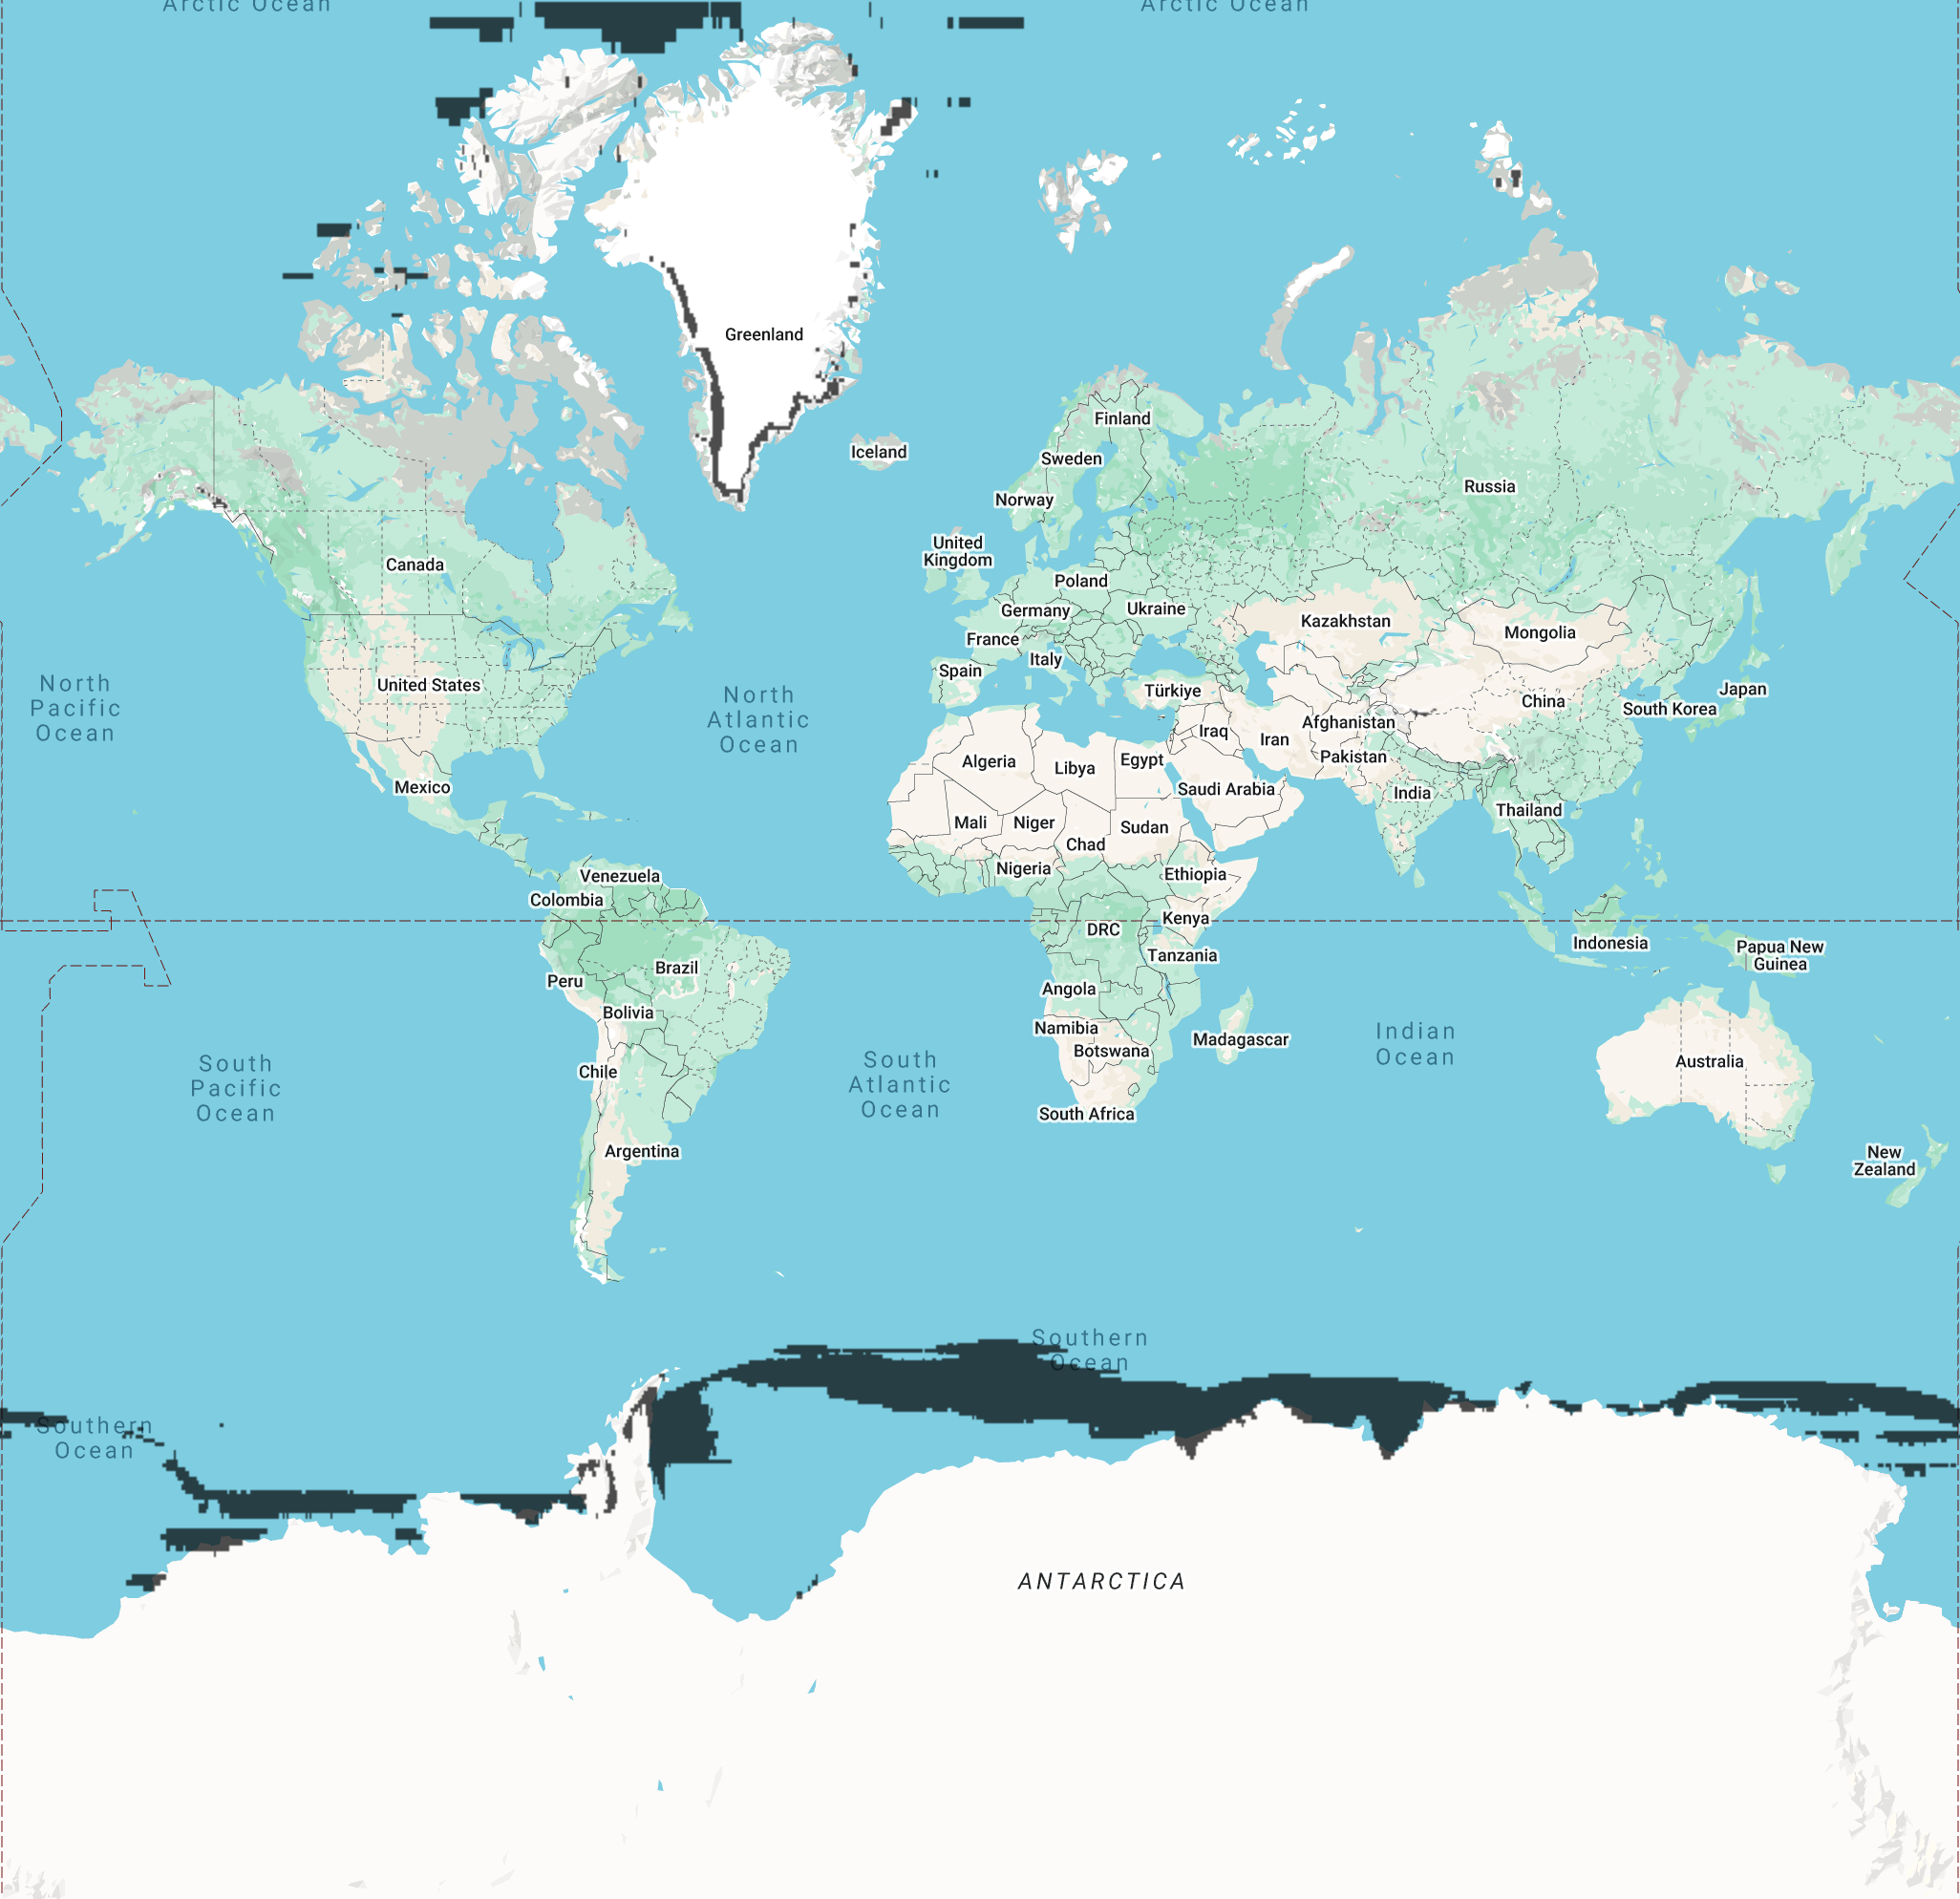 Arctic Ocean
Arctic Ocean
Greenland
Iceland
Finland
Sweden
Norway
Russia
United
Kingdom
Canada
Poland
Germany
Ukraine
Kazakhstan
Mongolia
France
Italy
Spain
United States
Türkiye
China
Japan
South Korea
North
Pacific
Ocean
North
Atlantic
Ocean
Afghanistan
Iraq
Iran
Pakistan
Algeria
Libya
Egypt
Saudi Arabia
India
Mexico
Thailand
Mali
Niger
Sudan
Chad
Nigeria
Ethiopia
Venezuela
Colombia
Kenya
DRC
Indonesia
Papua New
Guinea
Tanzania
Brazil
Peru
Angola
Bolivia
Namibia
Botswana
Madagascar
Indian
Ocean
Australia
South
Pacific
Ocean
Chile
South
Atlantic
Ocean
South Africa
Argentina
New
Zealand
Southern
Ocean
Southern
Ocean
ANTARCTICA